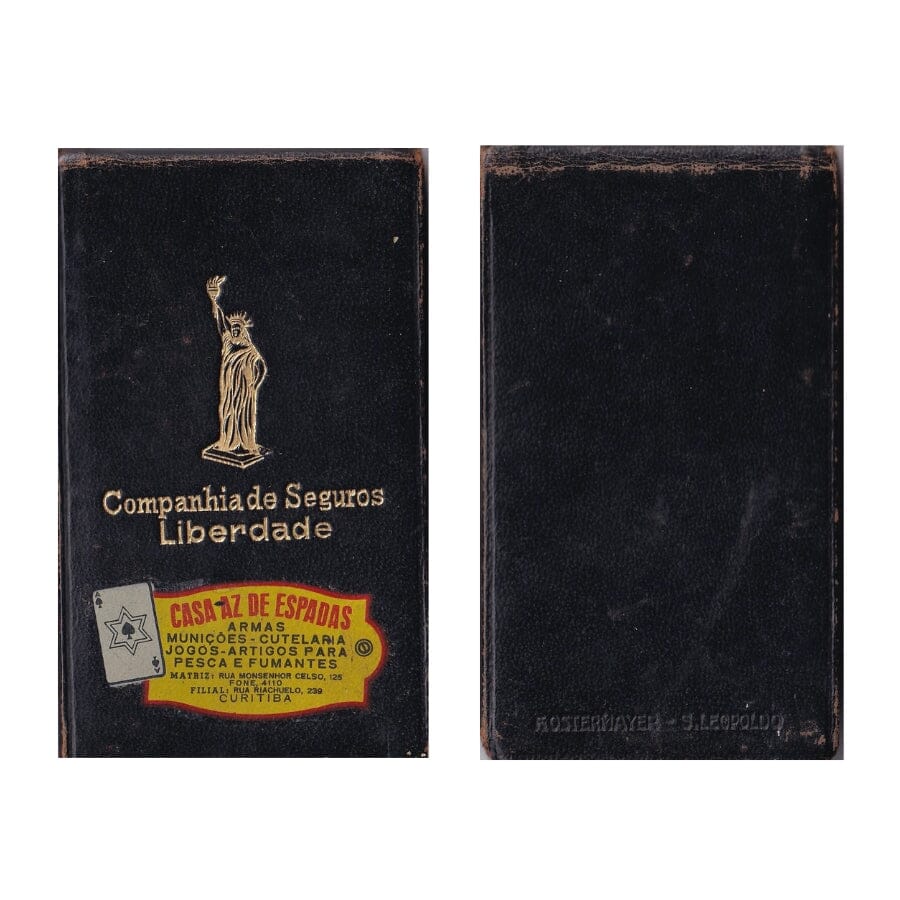 Companhia de Seguros
Liberdade
A
CASA AZ DE ESPADAS
ARMAS
MUNIÇÕES - CUTELARIA
JOGOS - ARTIGOS PARA
PESCA E FUMANTES
MATRIZ: RUA MONSENHOR CELSO, 125
FONE, 4110
FILIAL: RUA RIACHUELO, 239
CURITIBA
A
ROSTERMAYER - S. LEOPOLDO